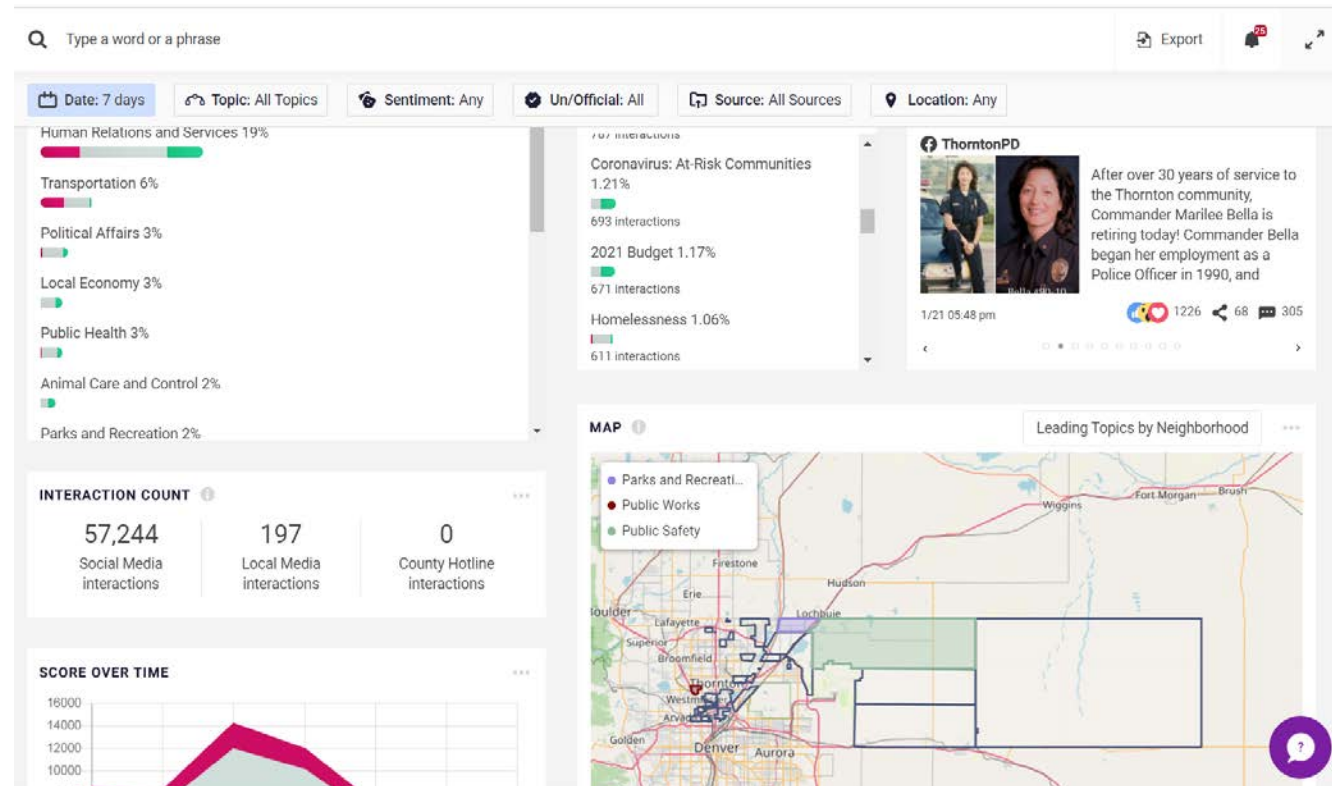 Type a word or a phrase
Export
25
Date: 7 days
Topic: All Topics
Sentiment: Any
Un/Official: All
Source: All Sources
Location: Any
Human Relations and Services 19%
Transportation 6%
Political Affairs 3%
Local Economy 3%
Public Health 3%
Animal Care and Control 2%
Parks and Recreation 2%
interactions
Coronavirus: At-Risk Communities
1.21%
693 interactions
2021 Budget 1.17%
671 interactions
Homelessness 1.06%
611 interactions
ThorntonPD
After over 30 years of service to
the Thornton community,
Commander Marilee Bella is
retiring today! Commander Bella
began her employment as a
Police Officer in 1990, and
1/21 05:48 pm
1226
68
305
INTERACTION COUNT
57,244
Social Media
interactions
197
Local Media
interactions
0
County Hotline
interactions
SCORE OVER TIME
16000
14000
12000
10000
MAP
Leading Topics by Neighborhood
Parks and Recreati...
Public Works
Public Safety
Fort Morgan
Brush
Wiggins
Firestone
Hudson
Erie
Lochbuie
Boulder
Lafayette
Superior
Broomfield
Thornton
Golden
Denver
Aurora
?